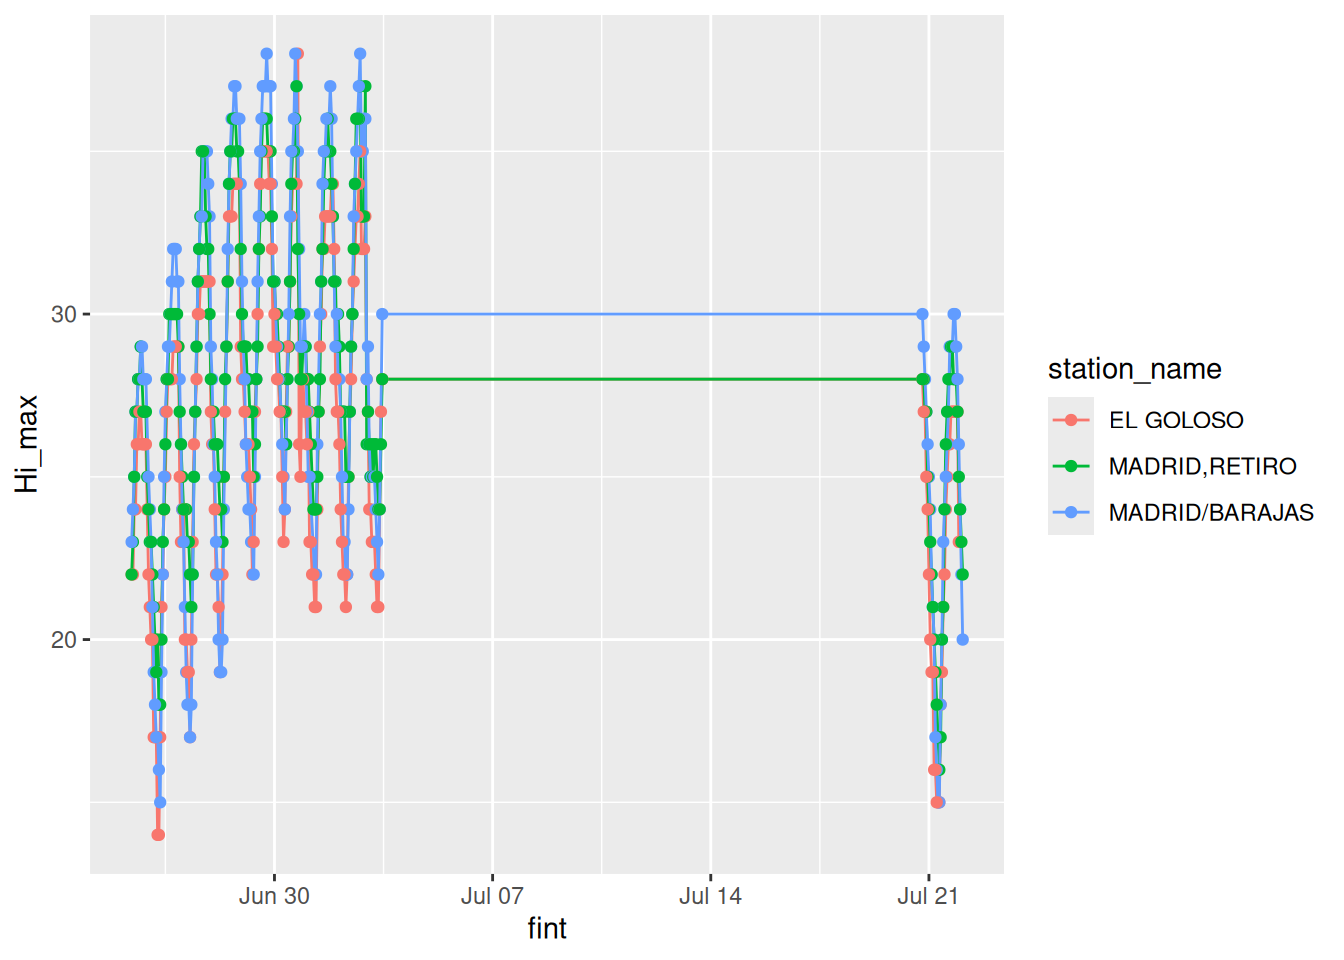 Hi_max
30
20
Jun 30
Jul 07
Jul 14
Jul 21
fint
station_name
EL GOLOSO
MADRID,RETIRO
MADRID/BARAJAS